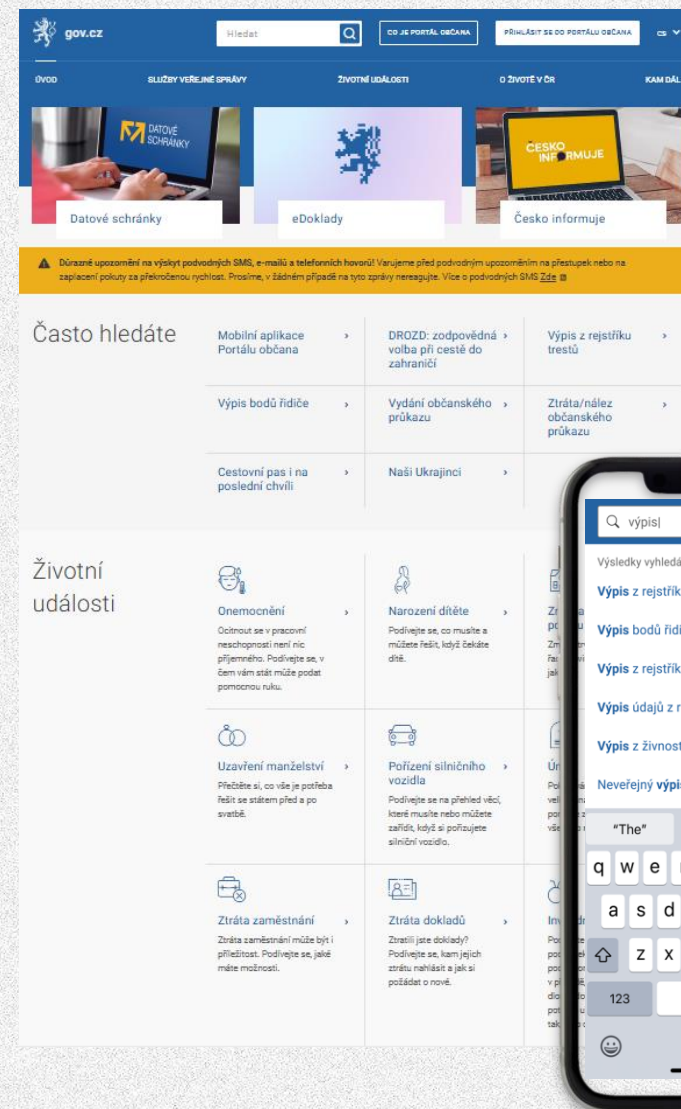 gov.cz
Hledat
CO JE PORTÁL OBČANA
PŘIHLÁSIT SE DO PORTÁLU OBČANA
cs
ÚVOD
SLUŽBY VEŘEJNÉ SPRÁVY
ŽIVOTNÍ UDÁLOSTI
O ŽIVOTĚ V ČR
KAM DÁL
DATOVÉ
SCHRÁNKY
ČESKO
INFORMUJE
Datové schránky
eDoklady
Česko informuje
Důrazné upozornění na výskyt podvodných SMS, e-mailů a telefonních hovorů! Varujeme před podvodným upozorněním na přestupek nebo na
zaplacení pokuty za překročenou rychlost. Prosíme, v žádném případě na tyto zprávy nereagujte. Více o podvodných SMS Zde
Často hledáte
Mobilní aplikace
Portálu občana
DROZD: zodpovědná
volba při cestě do
zahraničí
Výpis z rejstříku
trestů
Výpis bodů řidiče
Vydání občanského
průkazu
Ztráta/nález
občanského
průkazu
Cestovní pas i na
poslední chvíli
Naši Ukrajinci
Životní
události
Onemocnění
Ocitnout se v pracovní
neschopnosti není nic
příjemného. Podívejte se, v
čem vám stát může podat
pomocnou ruku.
Narození dítěte
Podívejte se, co musíte a
můžete řešit, když čekáte
dítě.
Uzavření manželství
Přečtěte si, co vše je potřeba
řešit se státem před a po
svatbě.
Pořízení silničního
vozidla
Podívejte se na přehled věcí,
které musíte nebo můžete
zařídit, když si pořizujete
silniční vozidlo.
Ztráta zaměstnání
Ztráta zaměstnání může být i
příležitost. Podívejte se, jaké
máte možnosti.
Ztráta dokladů
Ztratili jste doklady?
Podívejte se, kam jejich
ztrátu nahlásit a jak si
požádat o nové.
výpis
Výsledky vyhledá
Výpis z rejstřík
Výpis bodů řidi
Výpis z rejstřík
Výpis údajů z r
Výpis z živnost
Neveřejný výpis
"The"
q w e
a s d
z x
123